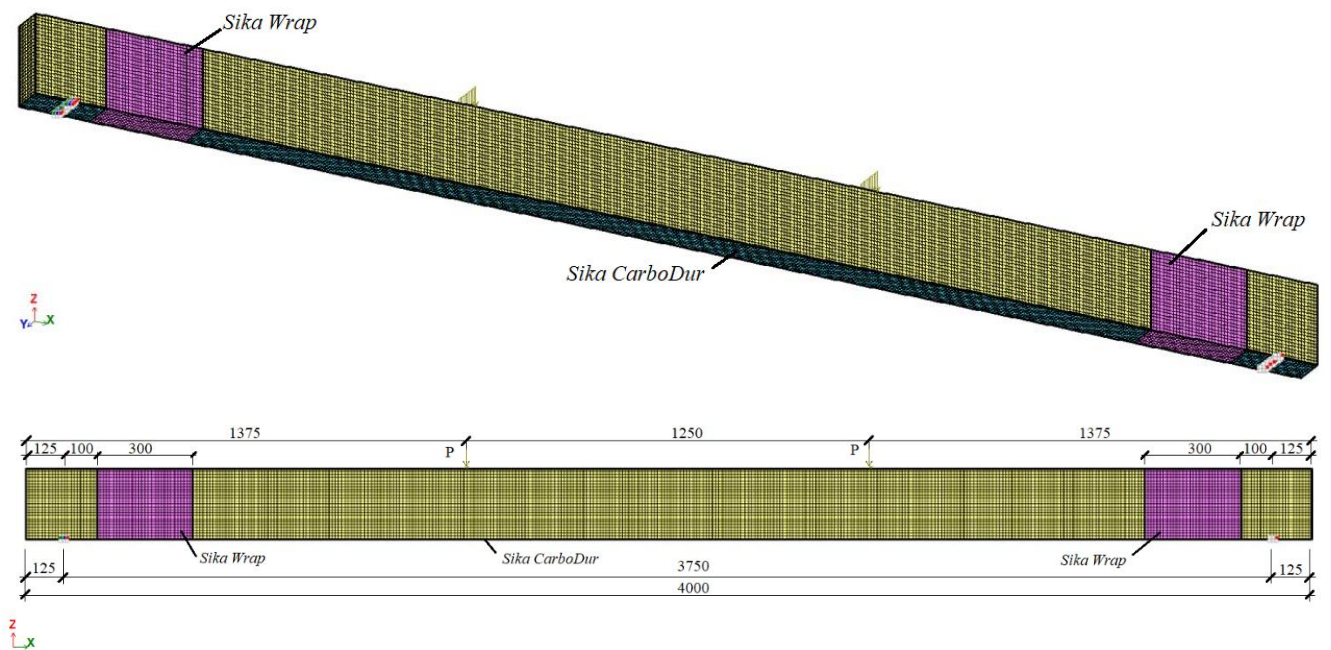 Sika Wrap
Sika Wrap
Sika CarboDur
Z
Y X
1375 1250 1375
125 100 300 P P 300 100 125
Sika Wrap Sika CarboDur Sika Wrap
125 3750 125
4000
Z
X